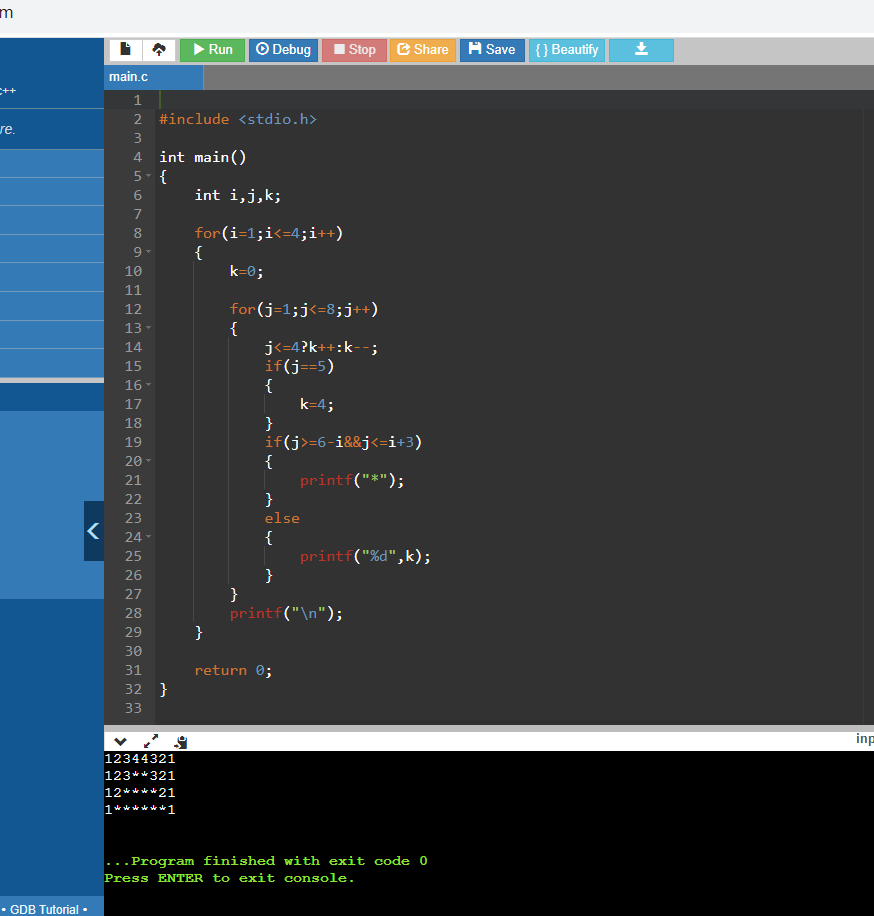 m
Run Debug Stop Share Save { } Beautify
c++
main.c
re.
1
2 #include <stdio.h>
3
4 int main()
5 {
6     int i,j,k;
7
8     for(i=1;i<=4;i++)
9     {
10         k=0;
11
12         for(j=1;j<=8;j++)
13         {
14             j<=4?k++:k--;
15             if(j==5)
16             {
17                 k=4;
18             }
19             if(j>=6-i&&j<=i+3)
20             {
21                 printf("*");
22             }
23             else
24             {
25                 printf("%d",k);
26             }
27         }
28         printf("\n");
29     }
30
31     return 0;
32 }
33
inp
12344321
123**321
12****21
1******1
...Program finished with exit code 0
Press ENTER to exit console.
• GDB Tutorial •